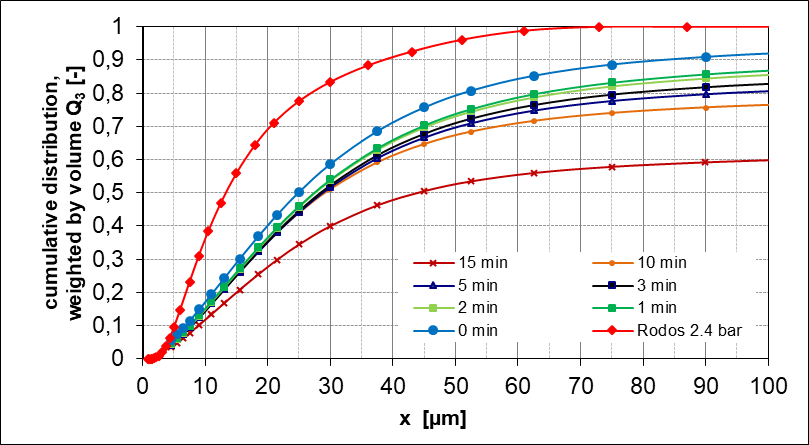 cumulative distribution,
weighted by volume Q3 [-]
1
0,9
0,8
0,7
0,6
0,5
0,4
0,3
0,2
0,1
0
15 min
10 min
5 min
3 min
2 min
1 min
0 min
Rodos 2.4 bar
0
10
20
30
40
50
60
70
80
90
100
x [µm]